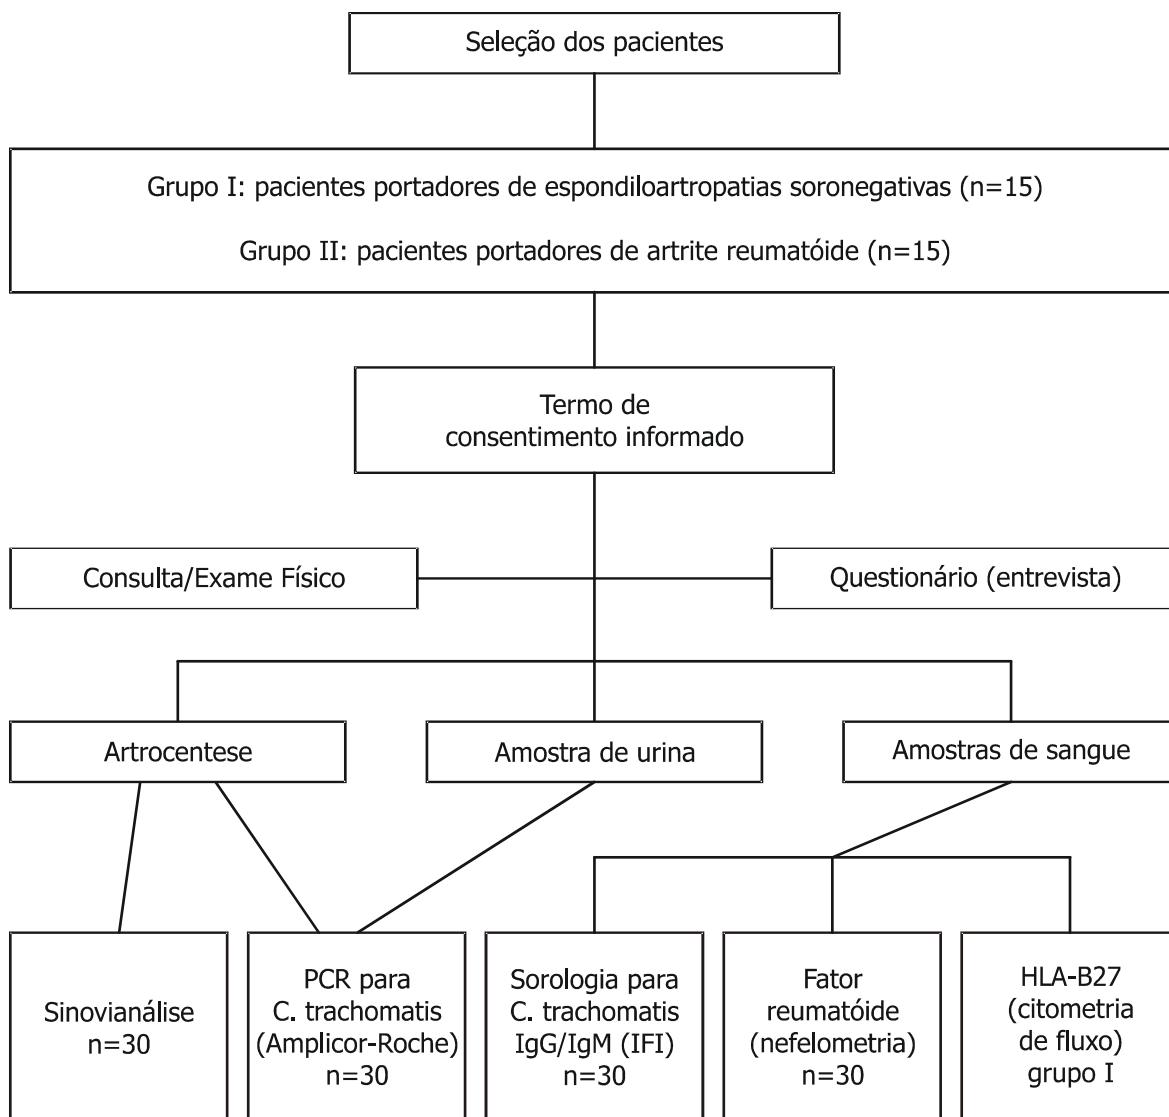 Seleção dos pacientes
Grupo I: pacientes portadores de espondiloartropatias soronegativas (n=15)
Grupo II: pacientes portadores de artrite reumatóide (n=15)
Termo de
consentimento informado
Consulta/Exame Físico
Questionário (entrevista)
Artrocentese
Amostra de urina
Amostras de sangue
Sinovianálise
n=30
PCR para
C. trachomatis
(Amplicor-Roche)
n=30
Sorologia para
C. trachomatis
IgG/IgM (IFI)
n=30
Fator
reumatóide
(nefelometria)
n=30
HLA-B27
(citometria
de fluxo)
grupo I